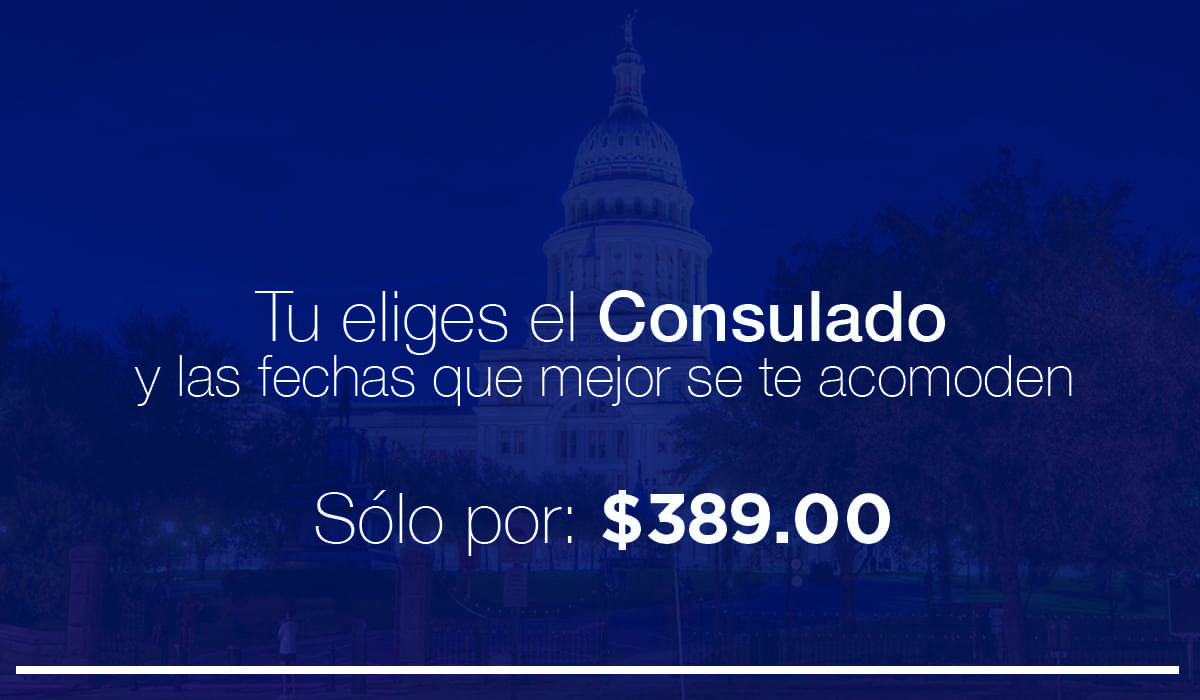 Tu eliges el Consulado
y las fechas que mejor se te acomoden
Sólo por: $389.00